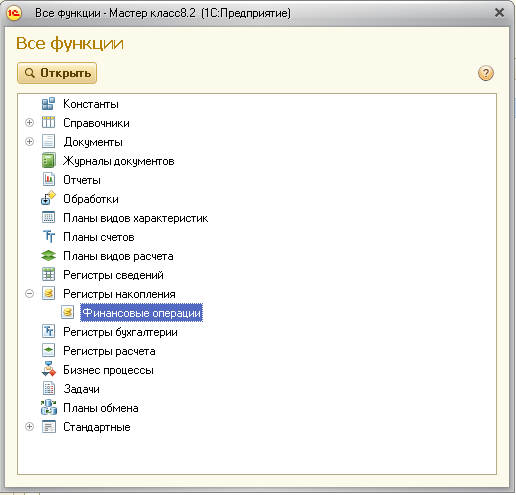 Все функции - Мастер класс8.2 (1С:Предприятие)
Все функции
Открыть
?
Константы
Справочники
Документы
Журналы документов
Отчеты
Обработки
Планы видов характеристик
Планы счетов
Планы видов расчета
Регистры сведений
Регистры накопления
Финансовые операции
Регистры бухгалтерии
Регистры расчета
Бизнес процессы
Задачи
Планы обмена
Стандартные